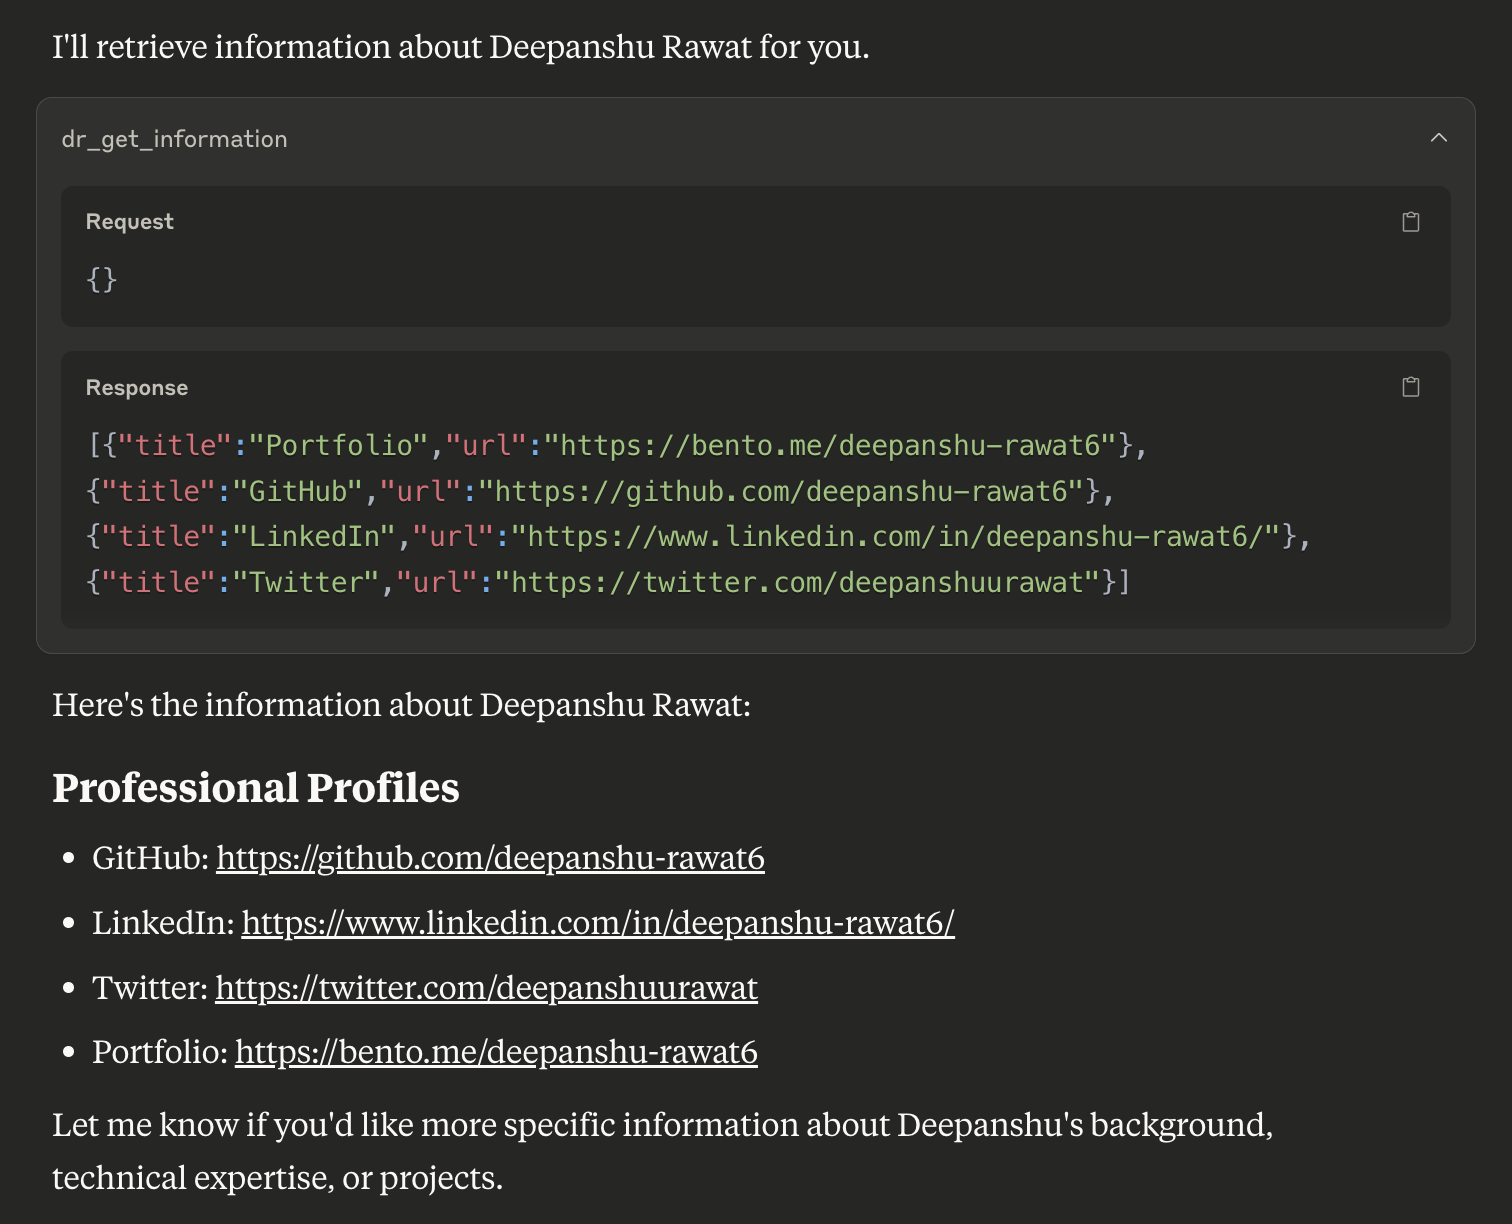 I'll retrieve information about Deepanshu Rawat for you.
dr_get_information
Request
{}
Response
[{"title":"Portfolio","url":"https://bento.me/deepanshu-rawat6"},
{"title":"GitHub","url":"https://github.com/deepanshu-rawat6"},
{"title":"LinkedIn","url":"https://www.linkedin.com/in/deepanshu-rawat6/"},
{"title":"Twitter","url":"https://twitter.com/deepanshuurawat"}]
Here's the information about Deepanshu Rawat:
Professional Profiles
• GitHub: https://github.com/deepanshu-rawat6
• LinkedIn: https://www.linkedin.com/in/deepanshu-rawat6/
• Twitter: https://twitter.com/deepanshuurawat
• Portfolio: https://bento.me/deepanshu-rawat6
Let me know if you'd like more specific information about Deepanshu's background,
technical expertise, or projects.